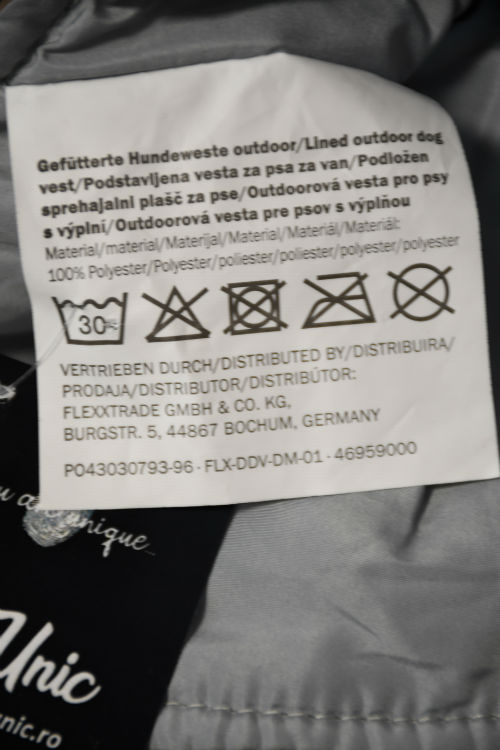 Gefütterte Hundeweste outdoor/Lined outdoor dog
vest/Podstavljena vesta za psa za van/Podložen
sprehajalni plašč za pse/Outdoorová vesta pro psy
s výplní/Outdoorová vesta pre psov s výplňou
Material/material/Materijal/Material/Materiál/Materiál:
100% Polyester/Polyester/poliester/poliester/polyester/polyester
30
VERTRIEBEN DURCH/DISTRIBUTED BY/DISTRIBUIRA/
PRODAJA/DISTRIBUTOR/DISTRIBÚTOR:
FLEXXTRADE GMBH & CO. KG,
BURGSTR. 5, 44867 BOCHUM, GERMANY
PO43030793-96 · FLX-DDV-DM-01 · 46959000
unique...
Unic
nic.ro